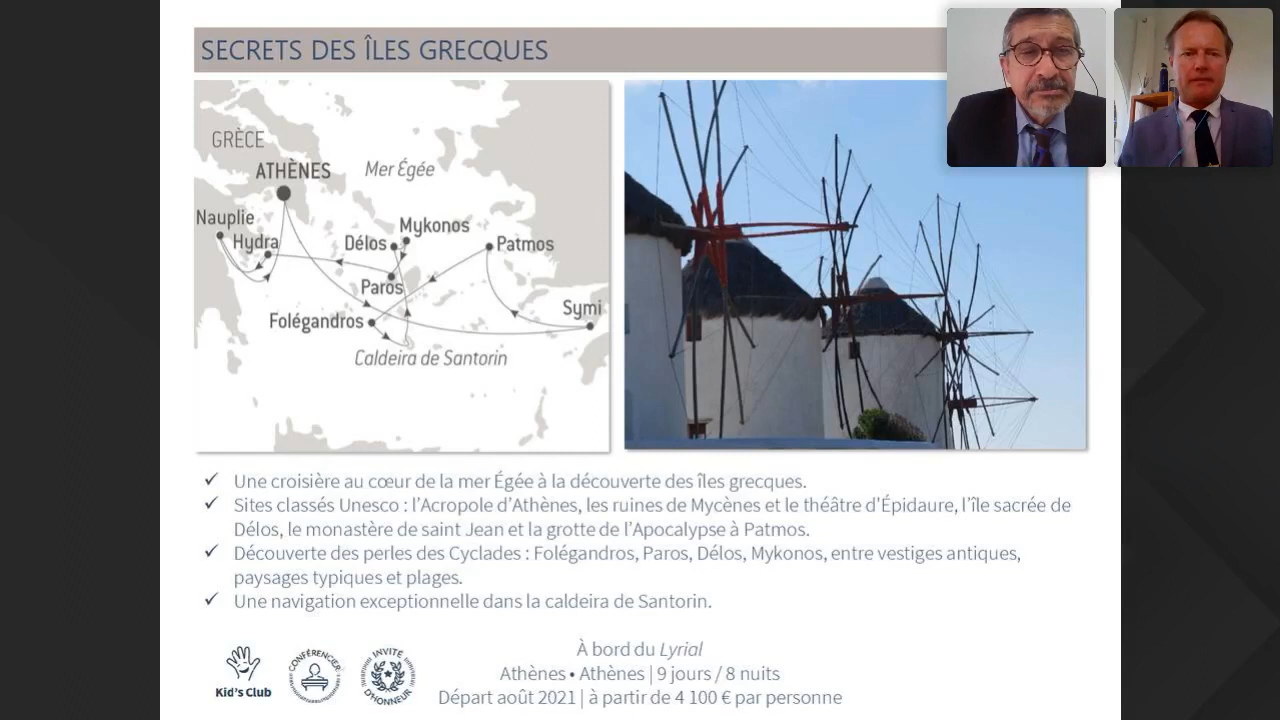 SECRETS DES ÎLES GRECQUES
GRÈCE
ATHÈNES
Mer Égée
Nauplie
Mykonos
Hydra
Délos
Patmos
Paros
Symi
Folégandros
Caldeira de Santorin
✓ Une croisière au cœur de la mer Égée à la découverte des îles grecques.
✓ Sites classés Unesco : l'Acropole d'Athènes, les ruines de Mycènes et le théâtre d'Épidaure, l'île sacrée de
Délos, le monastère de saint Jean et la grotte de l'Apocalypse à Patmos.
✓ Découverte des perles des Cyclades : Folégandros, Paros, Délos, Mykonos, entre vestiges antiques,
paysages typiques et plages.
✓ Une navigation exceptionnelle dans la caldeira de Santorin.
Kid's Club
CONFÉRENCIER
INVITÉ
D'HONNEUR
À bord du Lyrial
Athènes • Athènes | 9 jours / 8 nuits
Départ août 2021 | à partir de 4 100 € par personne